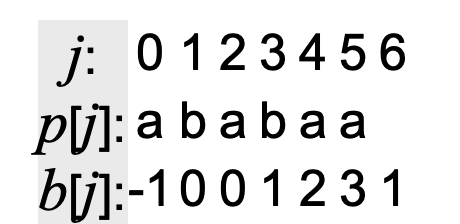 j: 0 1 2 3 4 5 6
p[j]: a b a b a a
b[j]:-1 0 0 1 2 3 1